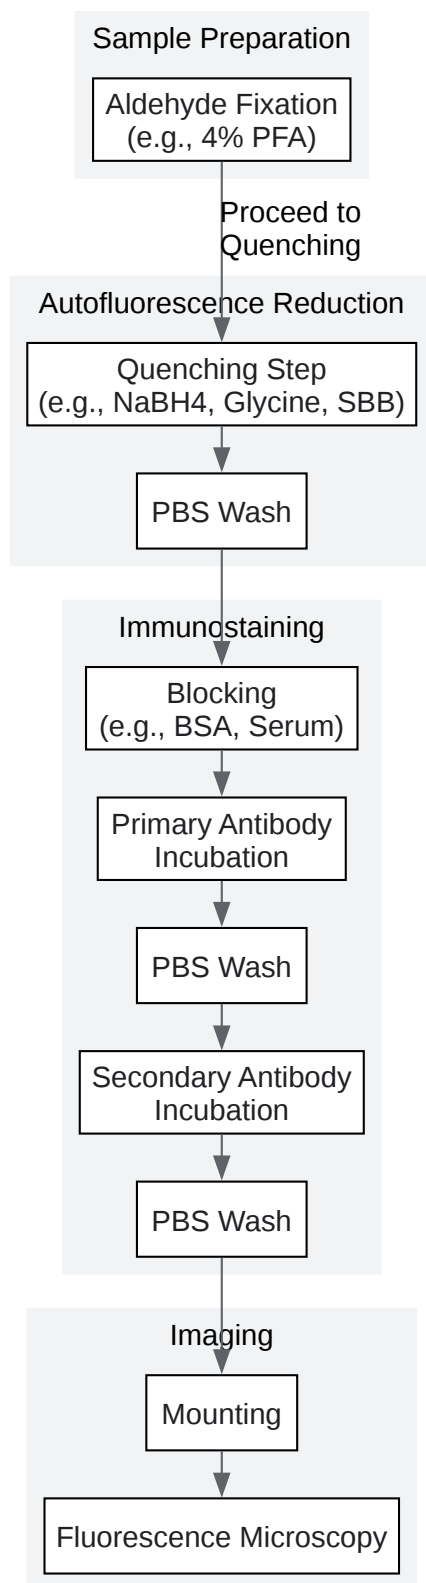 Sample Preparation
Aldehyde Fixation
(e.g., 4% PFA)
Proceed to
Quenching
Autofluorescence Reduction
Quenching Step
(e.g., NaBH4, Glycine, SBB)
PBS Wash
Immunostaining
Blocking
(e.g., BSA, Serum)
Primary Antibody
Incubation
PBS Wash
Secondary Antibody
Incubation
PBS Wash
Imaging
Mounting
Fluorescence Microscopy